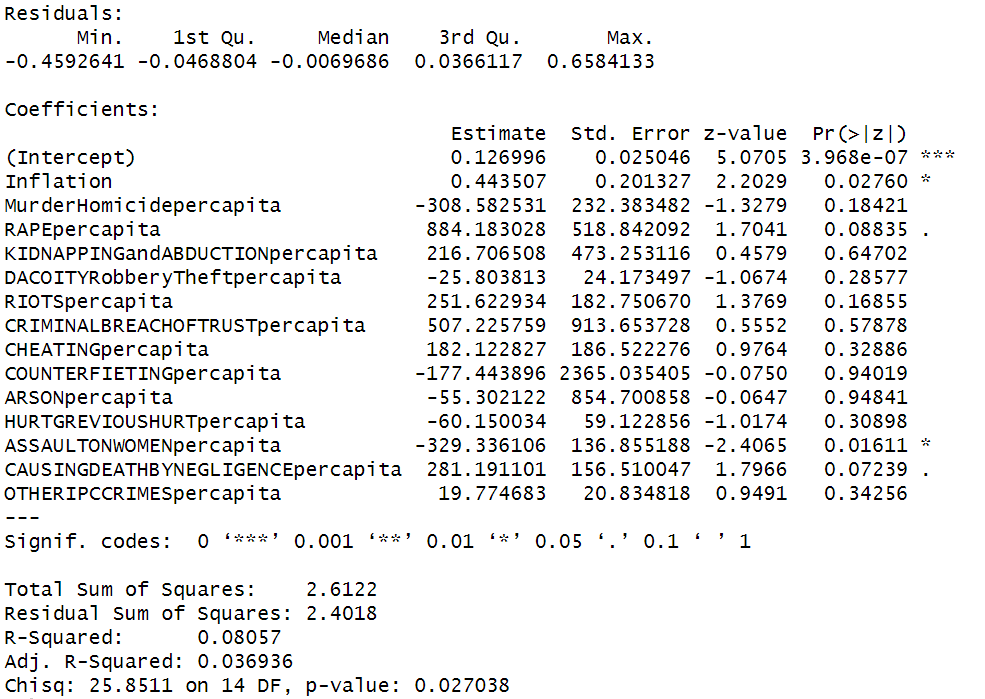 Residuals:
      Min.    1st Qu.     Median    3rd Qu.       Max.
-0.4592641 -0.0468804 -0.0069686  0.0366117  0.6584133
Coefficients:
                                      Estimate  Std. Error z-value  Pr(>|z|)
(Intercept)                           0.126996    0.025046  5.0705 3.968e-07 ***
Inflation                             0.443507    0.201327  2.2029   0.02760 *
MurderHomicidepercapita            -308.582531  232.383482 -1.3279   0.18421
RAPEpercapita                       884.183028  518.842092  1.7041   0.08835 .
KIDNAPPINGandABDUCTIONpercapita     216.706508  473.253116  0.4579   0.64702
DACOITYRobberyTheftpercapita        -25.803813   24.173497 -1.0674   0.28577
RIOTSpercapita                      251.622934  182.750670  1.3769   0.16855
CRIMINALBREACHOFTRUSTpercapita      507.225759  913.653728  0.5552   0.57878
CHEATINGpercapita                   182.122827  186.522276  0.9764   0.32886
COUNTERFIETINGpercapita            -177.443896 2365.035405 -0.0750   0.94019
ARSONpercapita                      -55.302122  854.700858 -0.0647   0.94841
HURTGREVIOUSHURTpercapita           -60.150034   59.122856 -1.0174   0.30898
ASSAULTONWOMENpercapita            -329.336106  136.855188 -2.4065   0.01611 *
CAUSINGDEATHBYNEGLIGENCEpercapita   281.191101  156.510047  1.7966   0.07239 .
OTHERIPCCRIMESpercapita              19.774683   20.834818  0.9491   0.34256
---
Signif. codes:  0 ‘***’ 0.001 ‘**’ 0.01 ‘*’ 0.05 ‘.’ 0.1 ‘ ’ 1
Total Sum of Squares:    2.6122
Residual Sum of Squares: 2.4018
R-Squared:      0.08057
Adj. R-Squared: 0.036936
Chisq: 25.8511 on 14 DF, p-value: 0.027038